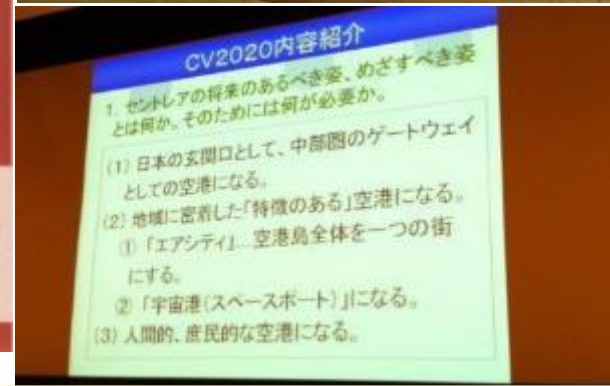 CV2020内容紹介
1. セントレアの将来のあるべき姿、めざすべき姿
とは何か。そのためには何が必要か。
(1) 日本の玄関口として、中部圏のゲートウェイ
としての空港になる。
(2) 地域に密着した「特徴のある」空港になる。
① 「エアシティ」…空港島全体を一つの街
にする。
② 「宇宙港(スペースポート)」になる。
(3) 人間的、庶民的な空港になる。